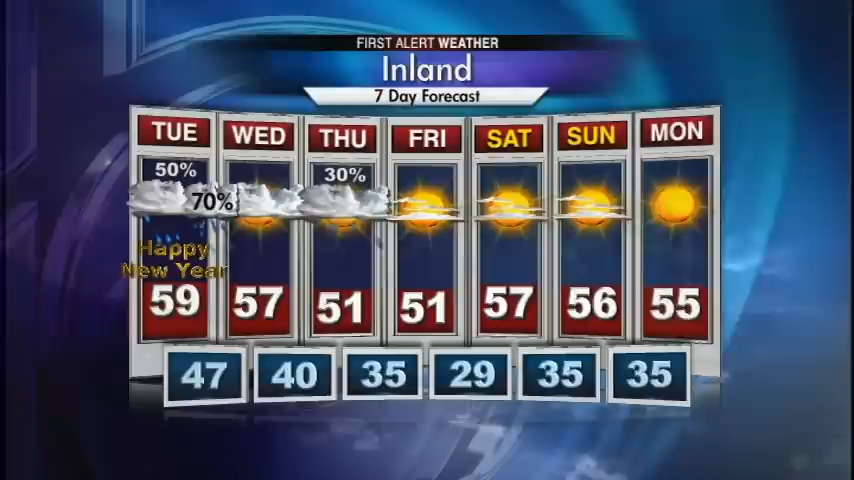 FIRST ALERT WEATHER
Inland
7 Day Forecast
TUE WED THU FRI SAT SUN MON
50% 30%
70%
Happy
New Year
59 57 51 51 57 56 55
47 40 35 29 35 35